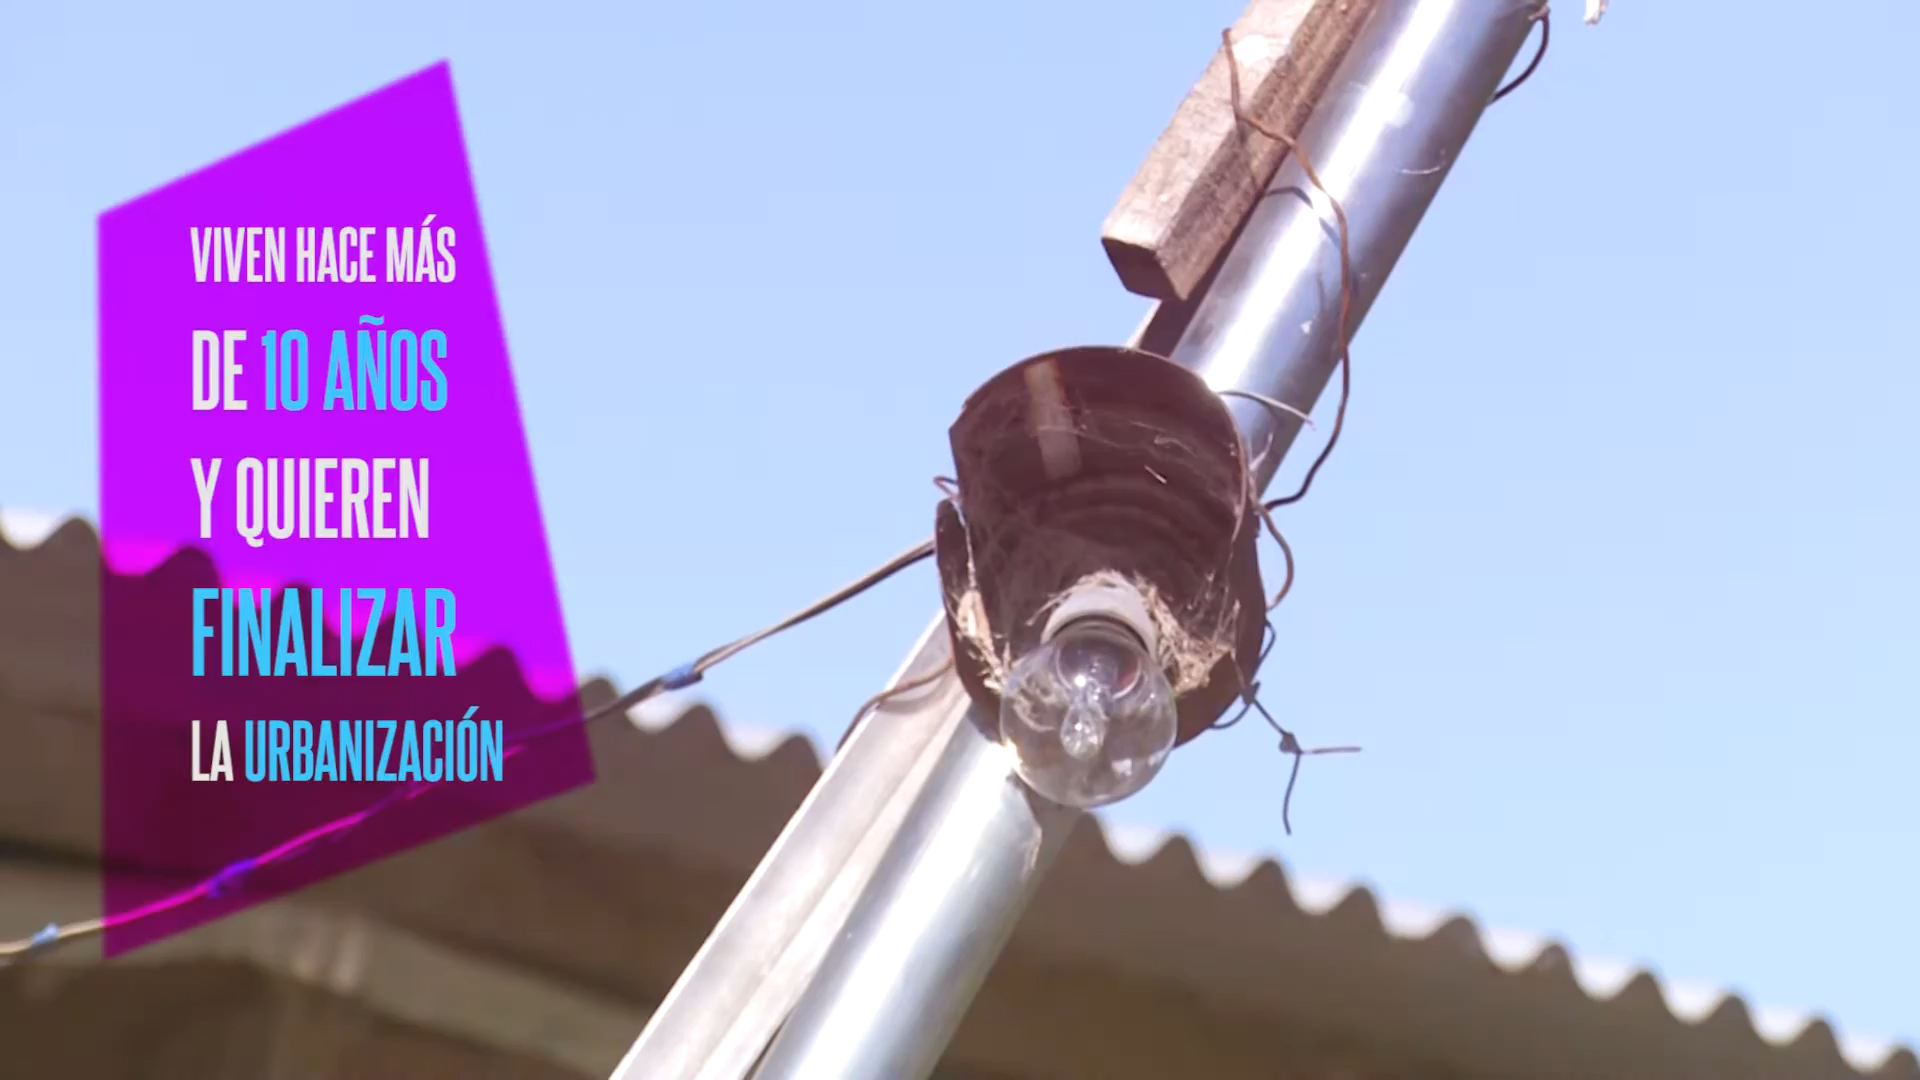 VIVEN HACE MÁS
DE 10 AÑOS
Y QUIEREN
FINALIZAR
LA URBANIZACIÓN